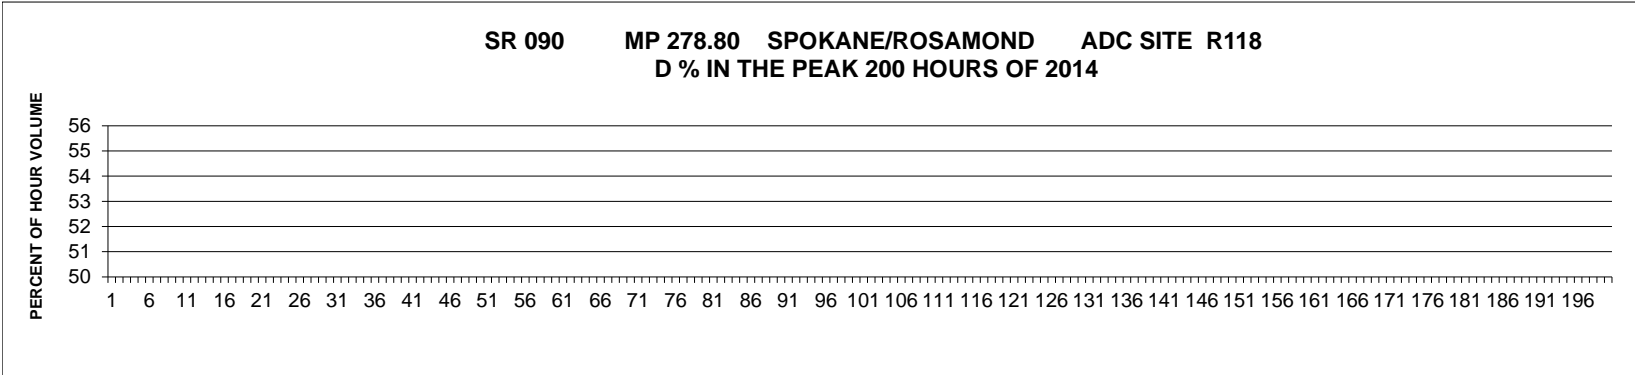 SR 090 MP 278.80 SPOKANE/ROSAMOND ADC SITE R118
D % IN THE PEAK 200 HOURS OF 2014
PERCENT OF HOUR VOLUME
56
55
54
53
52
51
50
1 6 11 16 21 26 31 36 41 46 51 56 61 66 71 76 81 86 91 96 101 106 111 116 121 126 131 136 141 146 151 156 161 166 171 176 181 186 191 196